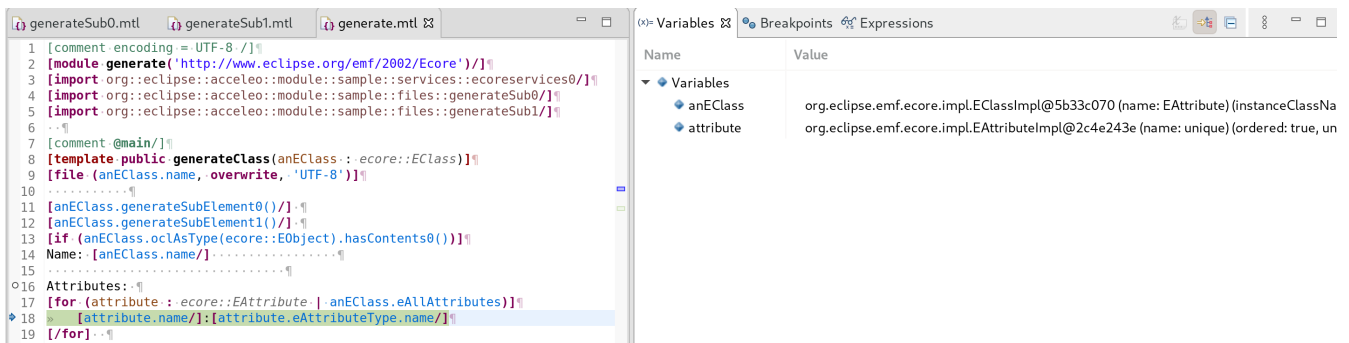 generateSub0.mtl generateSub1.mtl generate.mtl
1 [comment encoding = UTF-8 /]¶
2 [module generate('http://www.eclipse.org/emf/2002/Ecore')/]¶
3 [import org::eclipse::acceleo::module::sample::services::ecoreservices0/]¶
4 [import org::eclipse::acceleo::module::sample::files::generateSub0/]¶
5 [import org::eclipse::acceleo::module::sample::files::generateSub1/]¶
6 ··¶
7 [comment @main/]¶
8 [template public generateClass(anEClass : ecore::EClass)]¶
9 [file (anEClass.name, overwrite, 'UTF-8')]¶
10 ···········¶
11 [anEClass.generateSubElement0()/]·¶
12 [anEClass.generateSubElement1()/]·¶
13 [if (anEClass.oclAsType(ecore::EObject).hasContents0())]¶
14 Name: [anEClass.name/]·················¶
15 ································¶
16 Attributes: ¶
17 [for (attribute : ecore::EAttribute | anEClass.eAllAttributes)]¶
18 » [attribute.name/]:[attribute.eAttributeType.name/]¶
19 [/for]··¶
(x)= Variables Breakpoints Expressions
Name Value
Variables
anEClass org.eclipse.emf.ecore.impl.EClassImpl@5b33c070 (name: EAttribute) (instanceClassNa
attribute org.eclipse.emf.ecore.impl.EAttributeImpl@2c4e243e (name: unique) (ordered: true, un